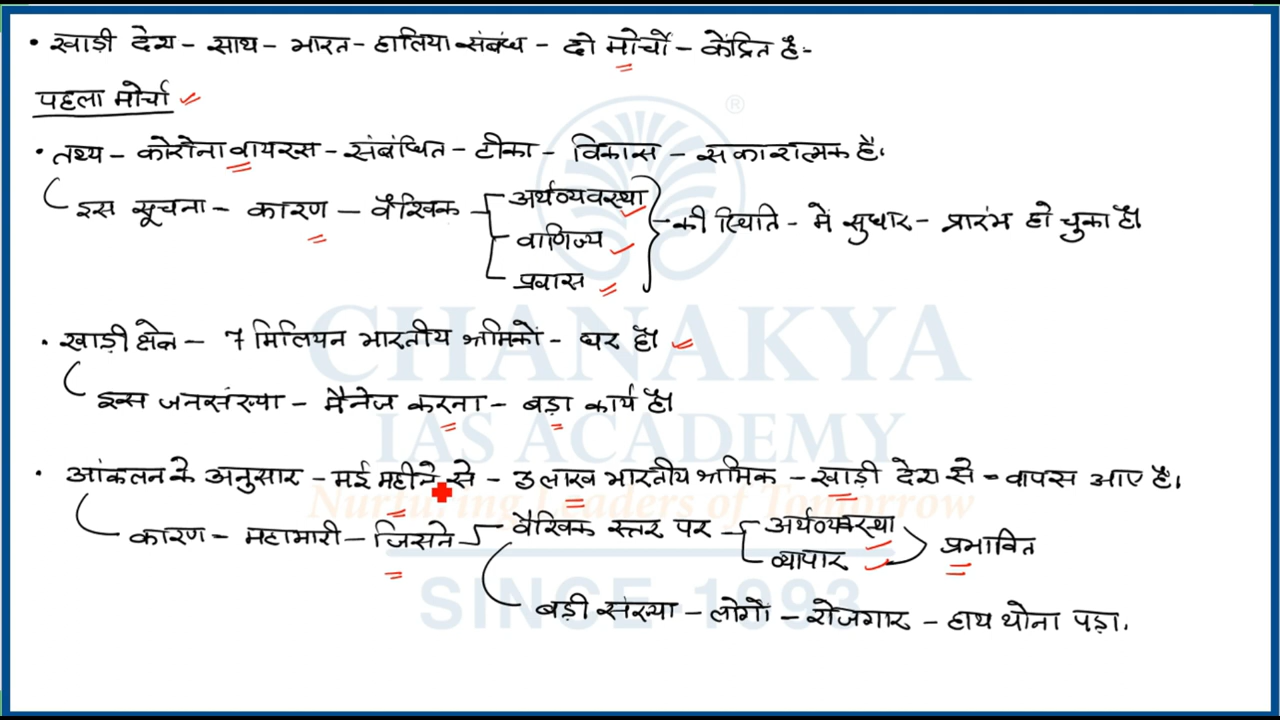 • खाड़ी देश - साथ - भारत - हालिया संबंध - दो मोर्चों - केंद्रित है -
पहला मोर्चा
• तथ्य - कोरोना वायरस - संबंधित - टीका - विकास - सकारात्मक है।
इस सूचना - कारण - वैश्विक - अर्थव्यवस्था
वाणिज्य
प्रवास
की स्थिति - में सुधार - प्रारंभ हो चुका है।
• खाड़ी क्षेत्र - 7 मिलियन भारतीय श्रमिकों - घर है।
इस जनसंख्या - मैनेज करना - बड़ा कार्य है।
• आंकलन के अनुसार - मई महीने से - 3 लाख भारतीय श्रमिक - खाड़ी देश से - वापस आए है।
कारण - महामारी - जिसने - वैश्विक स्तर पर - अर्थव्यवस्था
व्यापार
प्रभावित
बड़ी संख्या - लोगों - रोजगार - हाथ धोना पड़ा।
®
CHANAKYA
IAS ACADEMY
Nurturing Leaders of Tomorrow
SINCE 1993